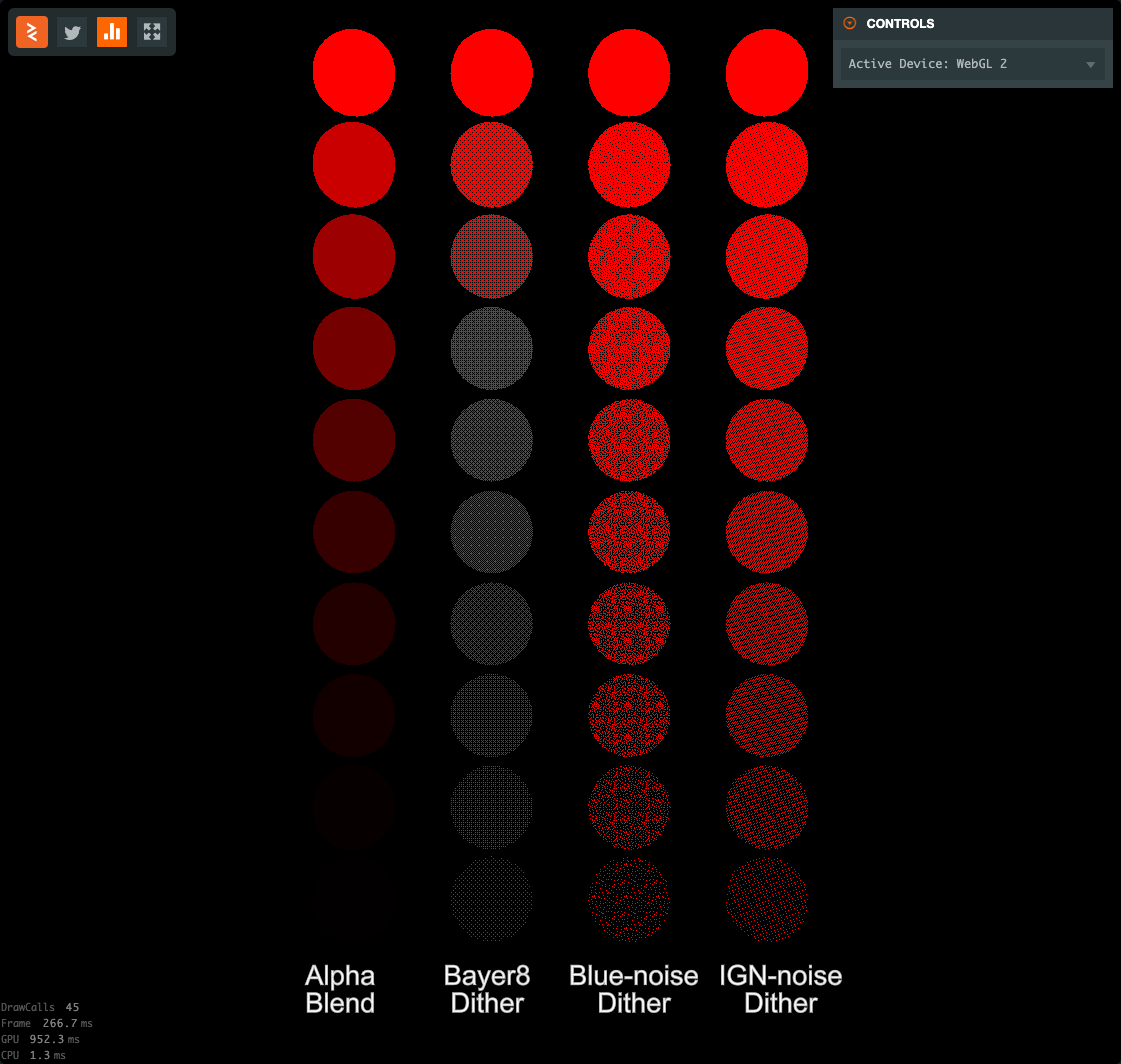 CONTROLS
Active Device: WebGL 2
Alpha Blend
Bayer8 Dither
Blue-noise Dither
IGN-noise Dither
DrawCalls 45
Frame 266.7 ms
GPU 952.3 ms
CPU 1.3 ms